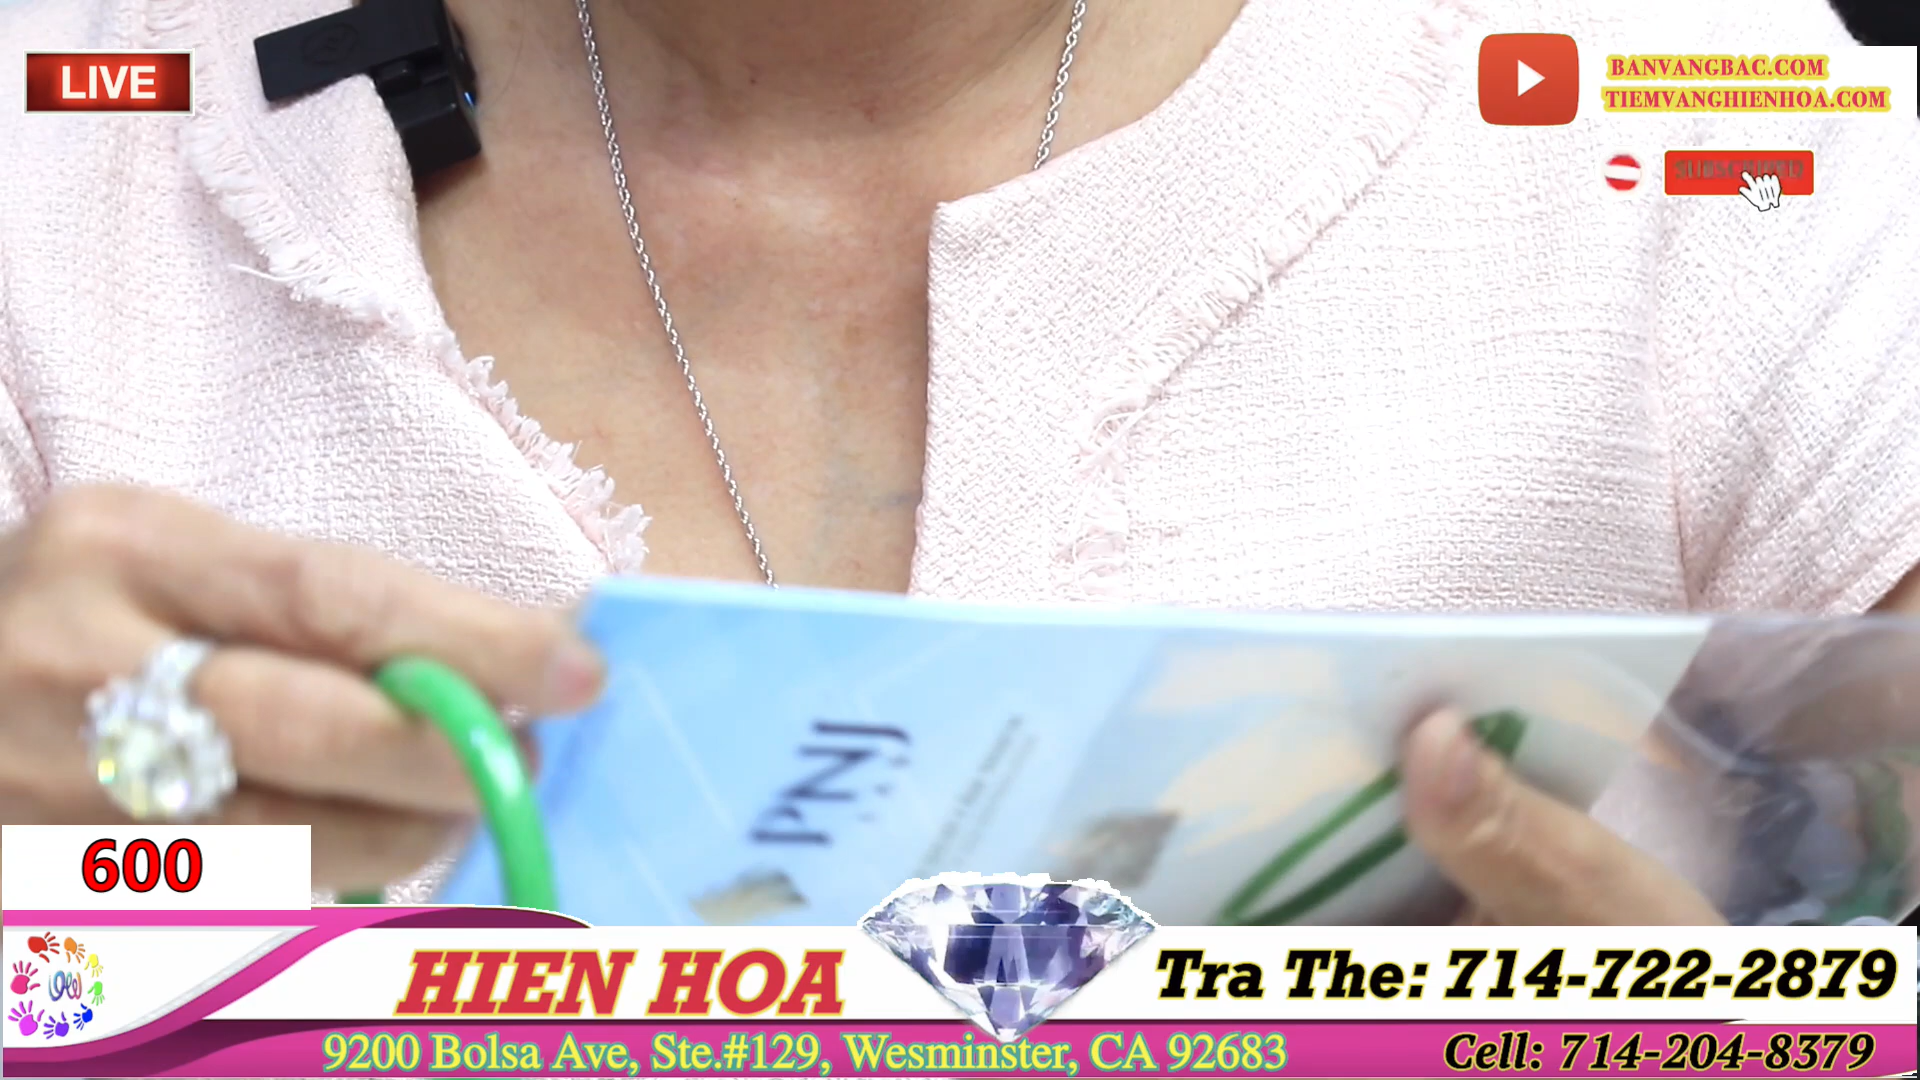 LIVE
BANVANGBAC.COM
TIEMVANGHIENHOA.COM
PNJ
600
HIEN HOA
Tra The: 714-722-2879
9200 Bolsa Ave, Ste.#129, Wesminster, CA 92683
Cell: 714-204-8379